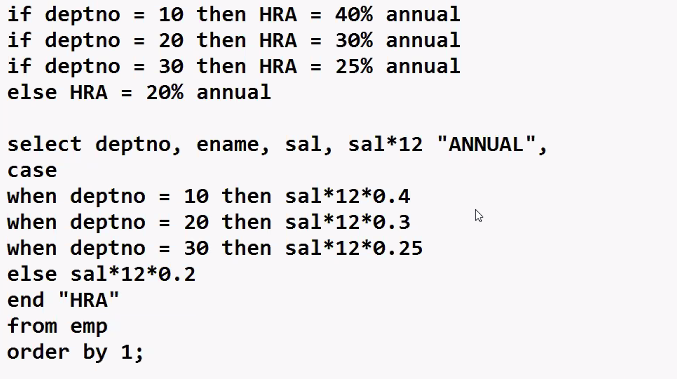 if deptno = 10 then HRA = 40% annual
if deptno = 20 then HRA = 30% annual
if deptno = 30 then HRA = 25% annual
else HRA = 20% annual
select deptno, ename, sal, sal*12 "ANNUAL",
case
when deptno = 10 then sal*12*0.4
when deptno = 20 then sal*12*0.3
when deptno = 30 then sal*12*0.25
else sal*12*0.2
end "HRA"
from emp
order by 1;